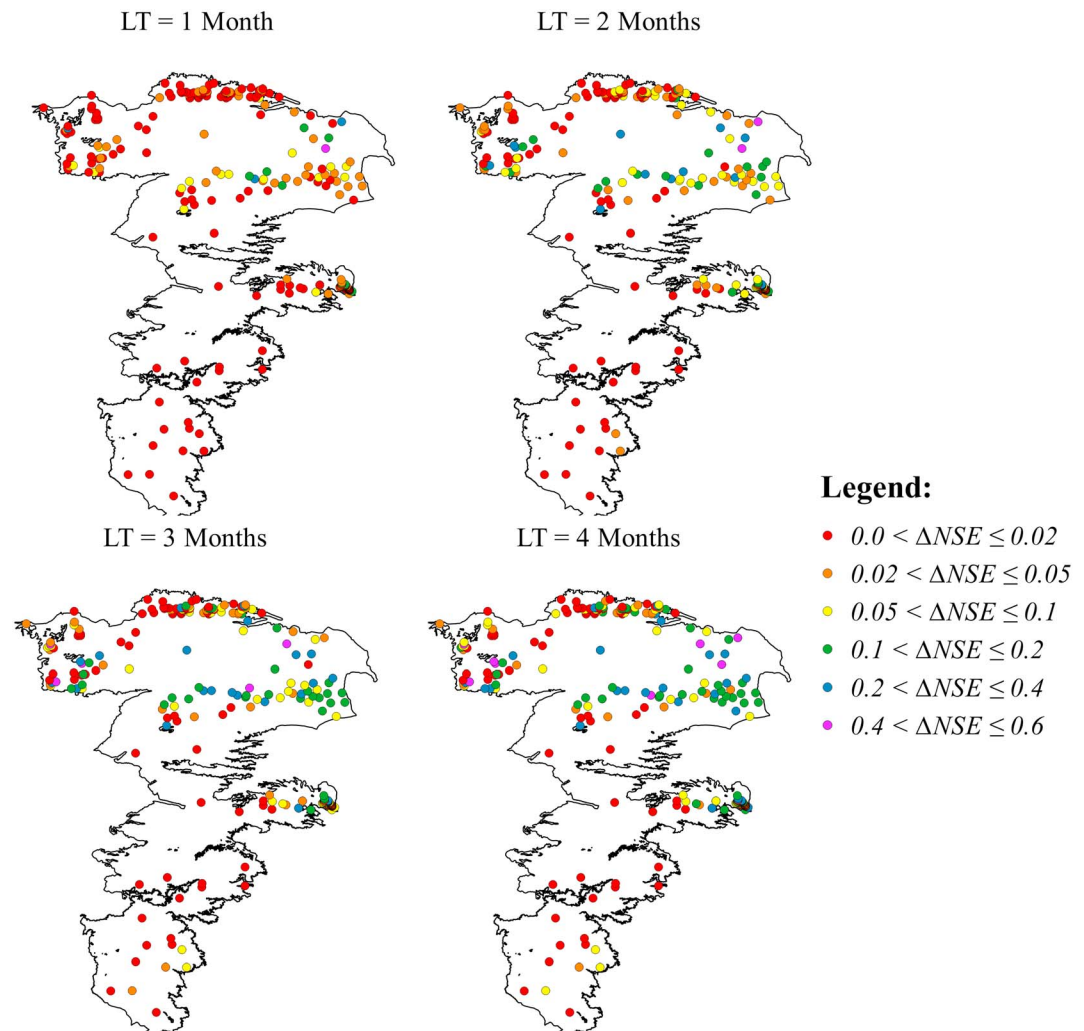 LT = 1 Month
LT = 2 Months
LT = 3 Months
LT = 4 Months
Legend:
0.0 < ΔNSE ≤ 0.02
0.02 < ΔNSE ≤ 0.05
0.05 < ΔNSE ≤ 0.1
0.1 < ΔNSE ≤ 0.2
0.2 < ΔNSE ≤ 0.4
0.4 < ΔNSE ≤ 0.6